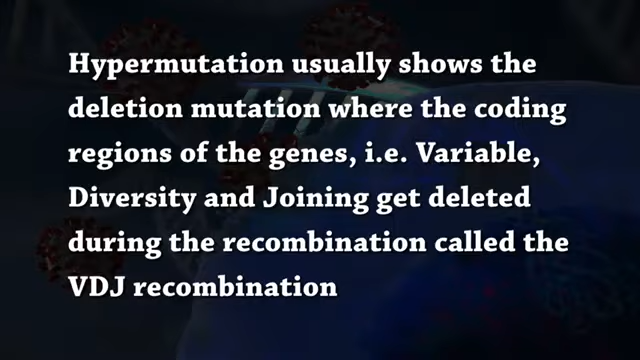 Hypermutation usually shows the
deletion mutation where the coding
regions of the genes, i.e. Variable,
Diversity and Joining get deleted
during the recombination called the
VDJ recombination